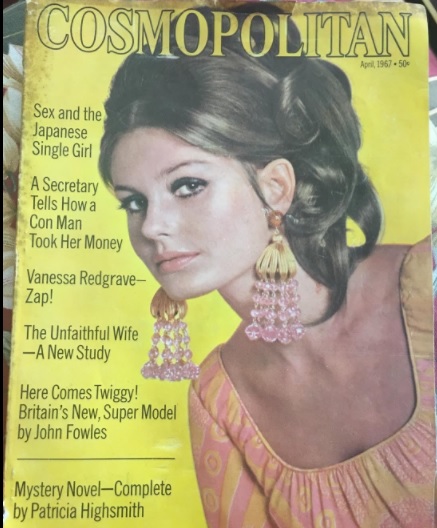 COSMOPOLITAN
April, 1967 • 50¢
Sex and the
Japanese
Single Girl
A Secretary
Tells How a
Con Man
Took Her Money
Vanessa Redgrave—
Zap!
The Unfaithful Wife
—A New Study
Here Comes Twiggy!
Britain's New, Super Model
by John Fowles
Mystery Novel—Complete
by Patricia Highsmith